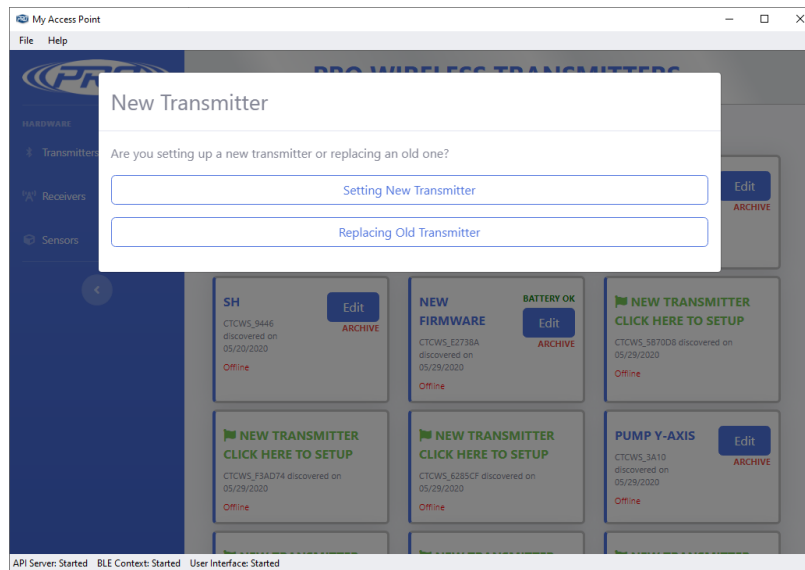 My Access Point
File Help
PRO
PRO WIRELESS TRANSMITTERS
New Transmitter
HARDWARE
Transmitters
Are you setting up a new transmitter or replacing an old one?
Receivers
Setting New Transmitter
Edit
ARCHIVE
Sensors
Replacing Old Transmitter
SH
Edit
CTCWS_9446
ARCHIVE
discovered on
05/20/2020
Offline
NEW
BATTERY OK
FIRMWARE
Edit
CTCWS_E2738A
ARCHIVE
discovered on
05/29/2020
Offline
NEW TRANSMITTER
CLICK HERE TO SETUP
CTCWS_5B70D8 discovered on
05/29/2020
Offline
NEW TRANSMITTER
CLICK HERE TO SETUP
CTCWS_F3AD74 discovered on
05/29/2020
Offline
NEW TRANSMITTER
CLICK HERE TO SETUP
CTCWS_6285CF discovered on
05/29/2020
Offline
PUMP Y-AXIS
Edit
CTCWS_3A10
ARCHIVE
discovered on
05/29/2020
Offline
API Server: Started BLE Context: Started User Interface: Started